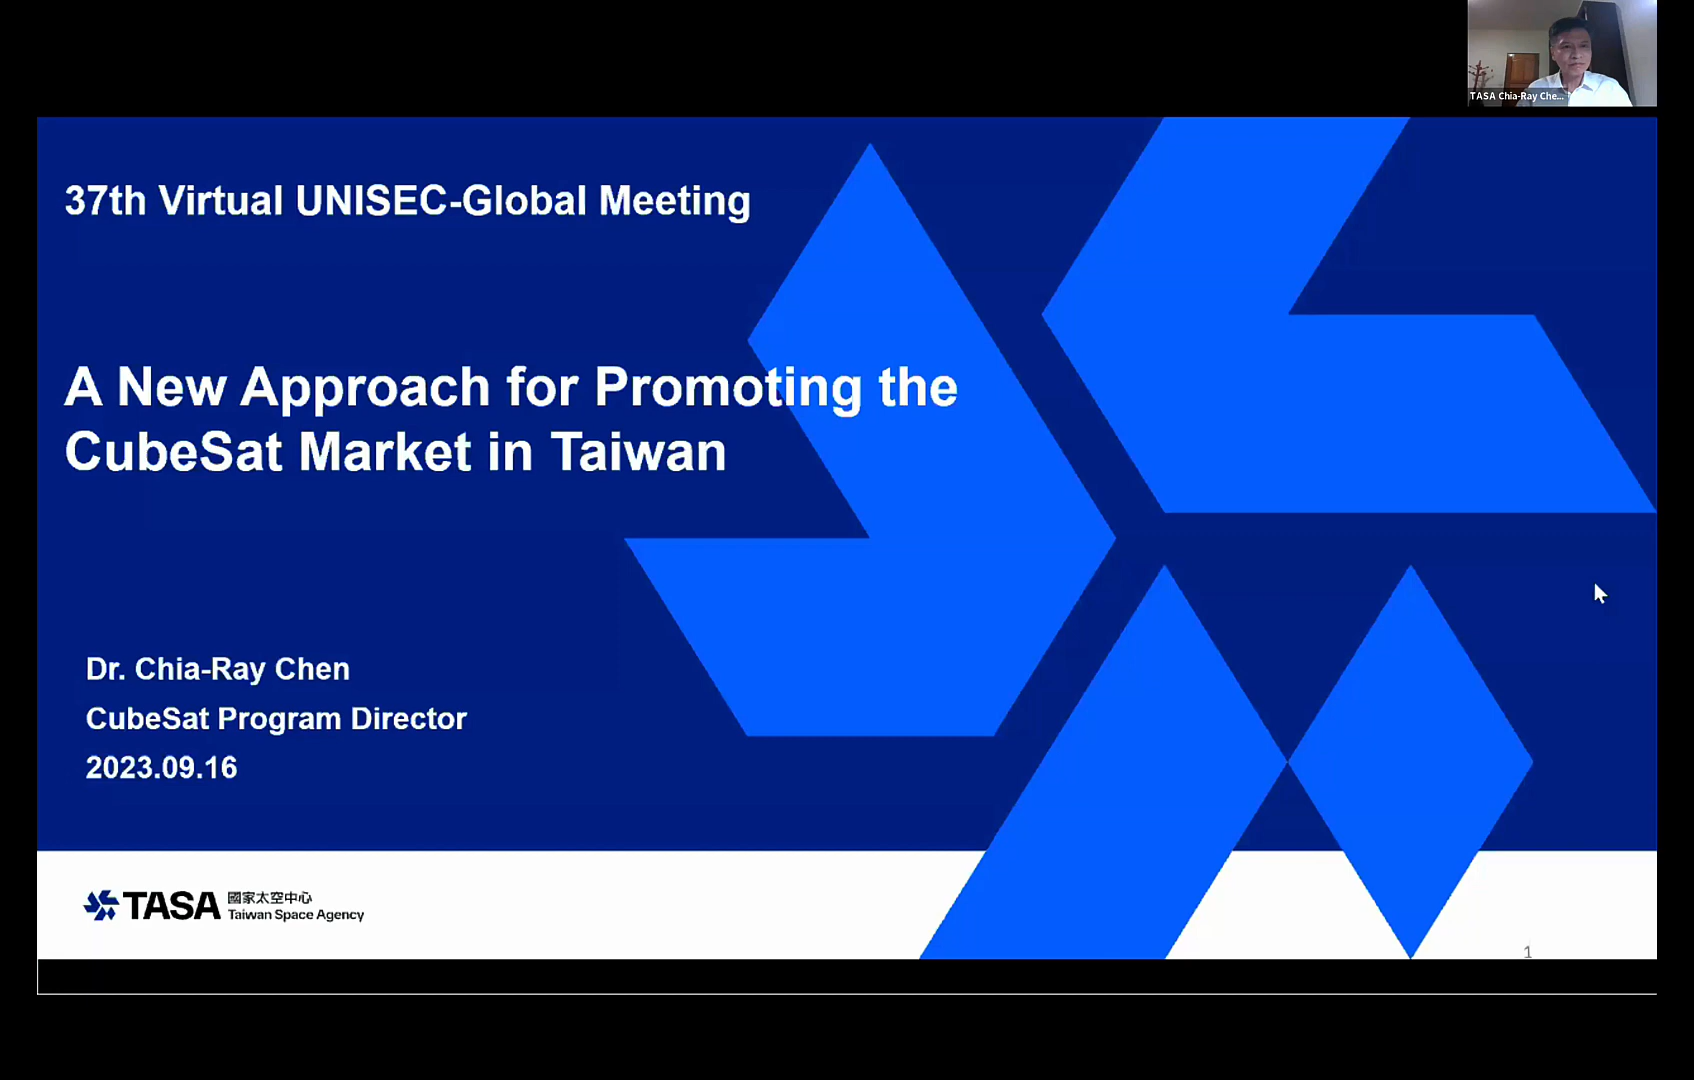 TASA Chia-Ray Che...
37th Virtual UNISEC-Global Meeting
A New Approach for Promoting the
CubeSat Market in Taiwan
Dr. Chia-Ray Chen
CubeSat Program Director
2023.09.16
TASA 國家太空中心
Taiwan Space Agency
1